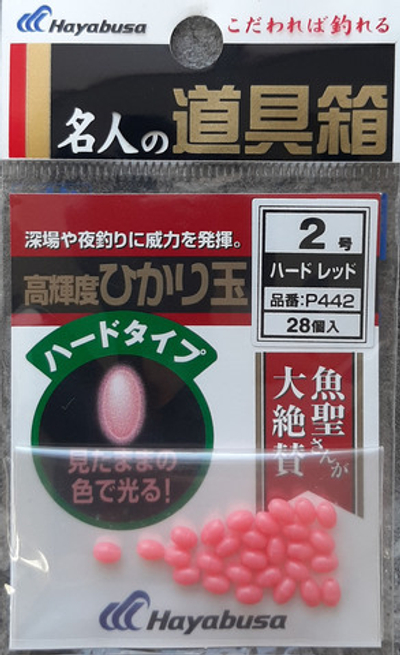 Hayabusa
こだわれば釣れる
名人の道具箱
深場や夜釣りに威力を発揮。
高輝度ひかり玉
2号
ハード レッド
品番:P442
28個入
ハードタイプ
見たままの
色で光る!
魚聖さんが
大絶賛
Hayabusa